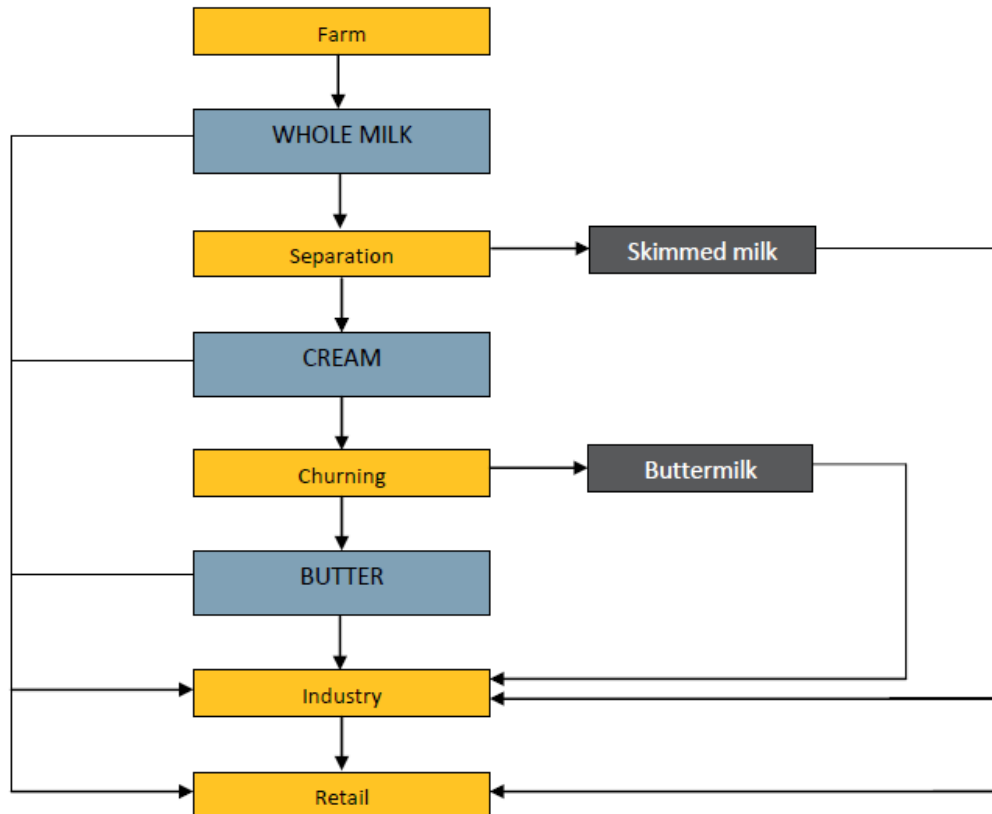 Farm
WHOLE MILK
Separation
Skimmed milk
CREAM
Churning
Buttermilk
BUTTER
Industry
Retail